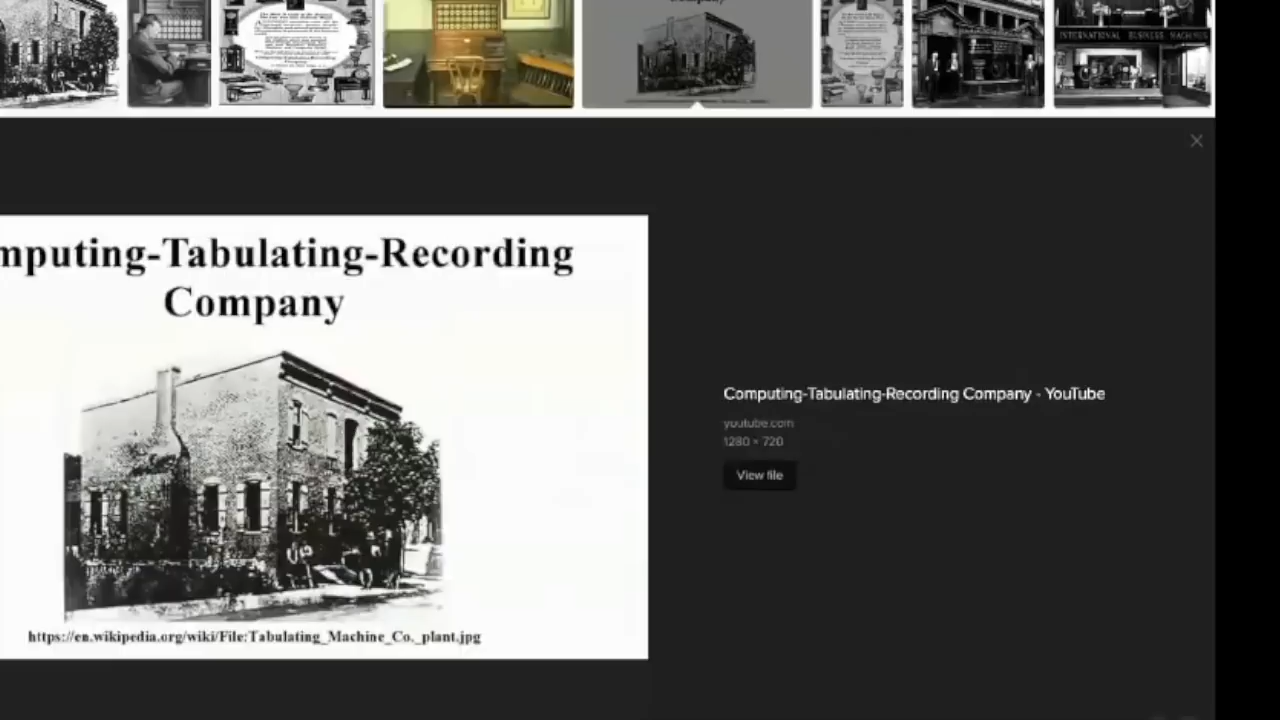 Company
INTERNATIONAL BUSINESS MACHINES
mputing-Tabulating-Recording
Company
https://en.wikipedia.org/wiki/File:Tabulating_Machine_Co._plant.jpg
Computing-Tabulating-Recording Company - YouTube
youtube.com
1280 × 720
View file